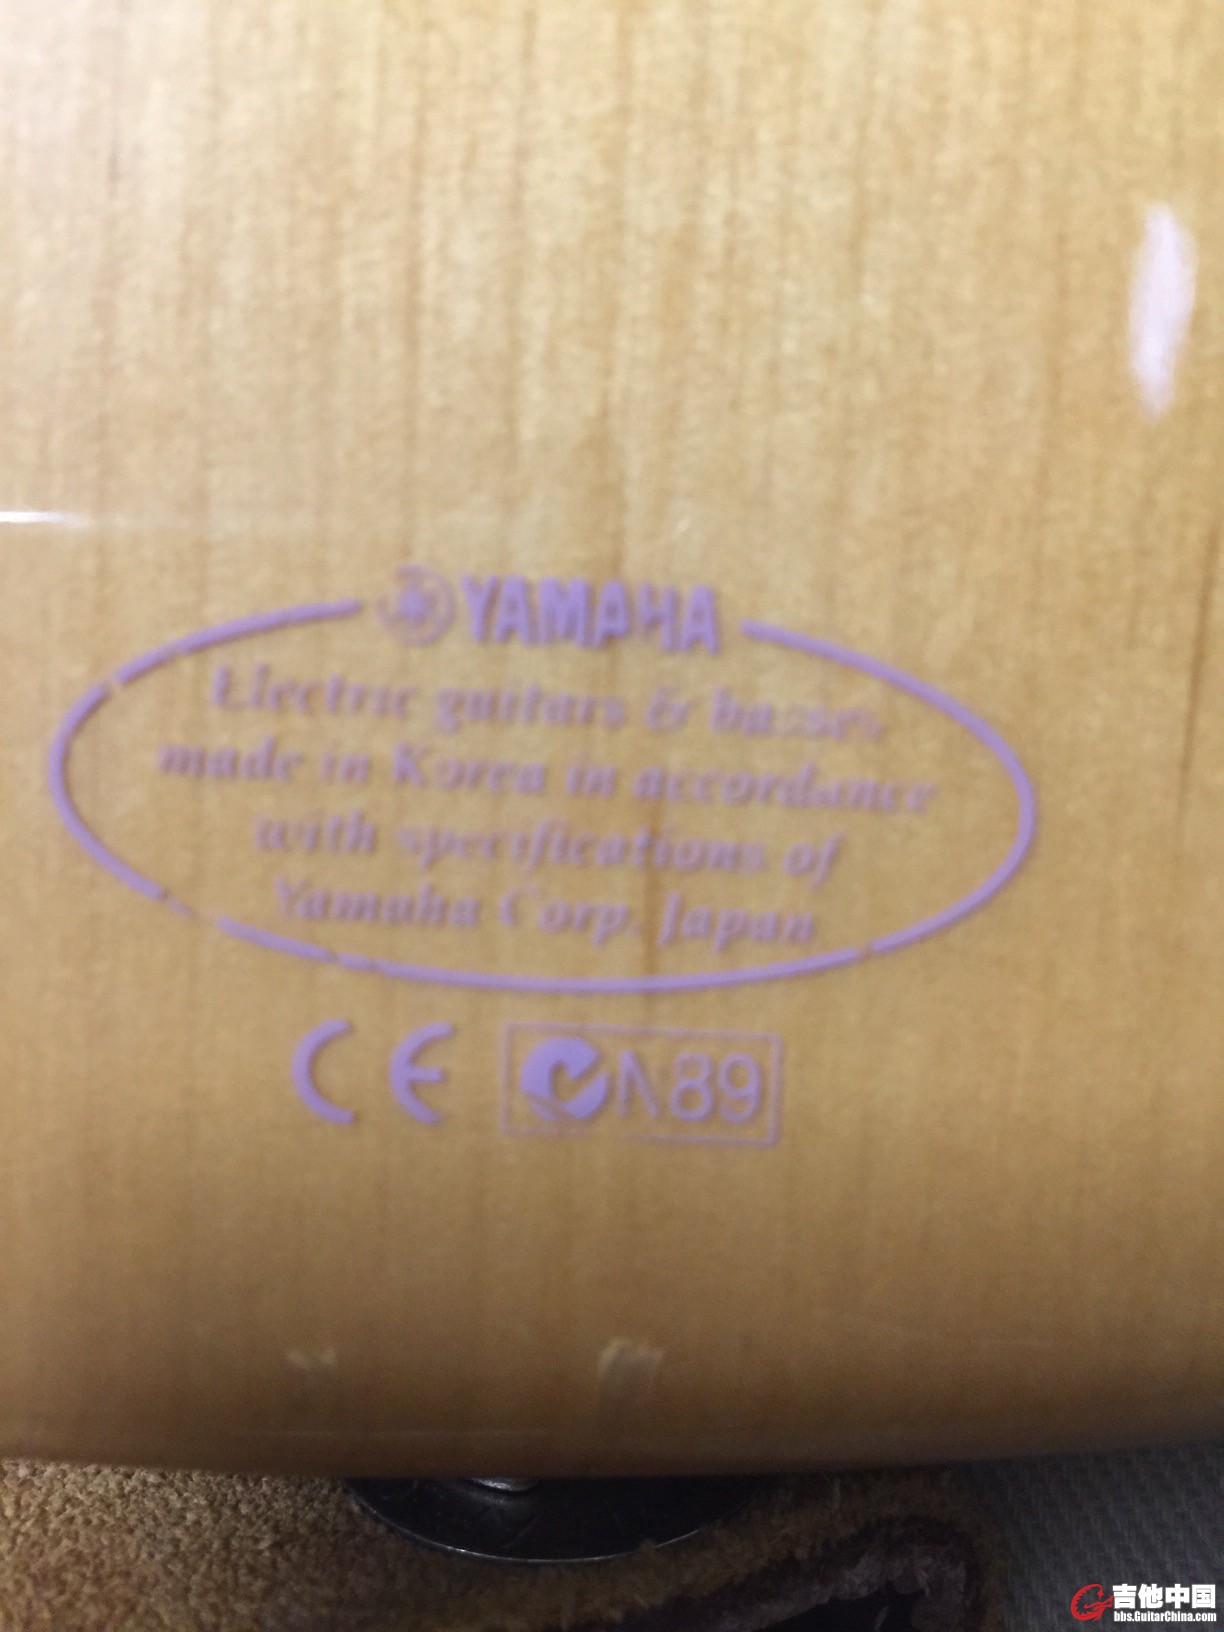 YAMAHA
Electric guitars & basses
made in Korea in accordance
with specifications of
Yamaha Corp. Japan
CE N89
吉他中国
bbs.GuitarChina.com